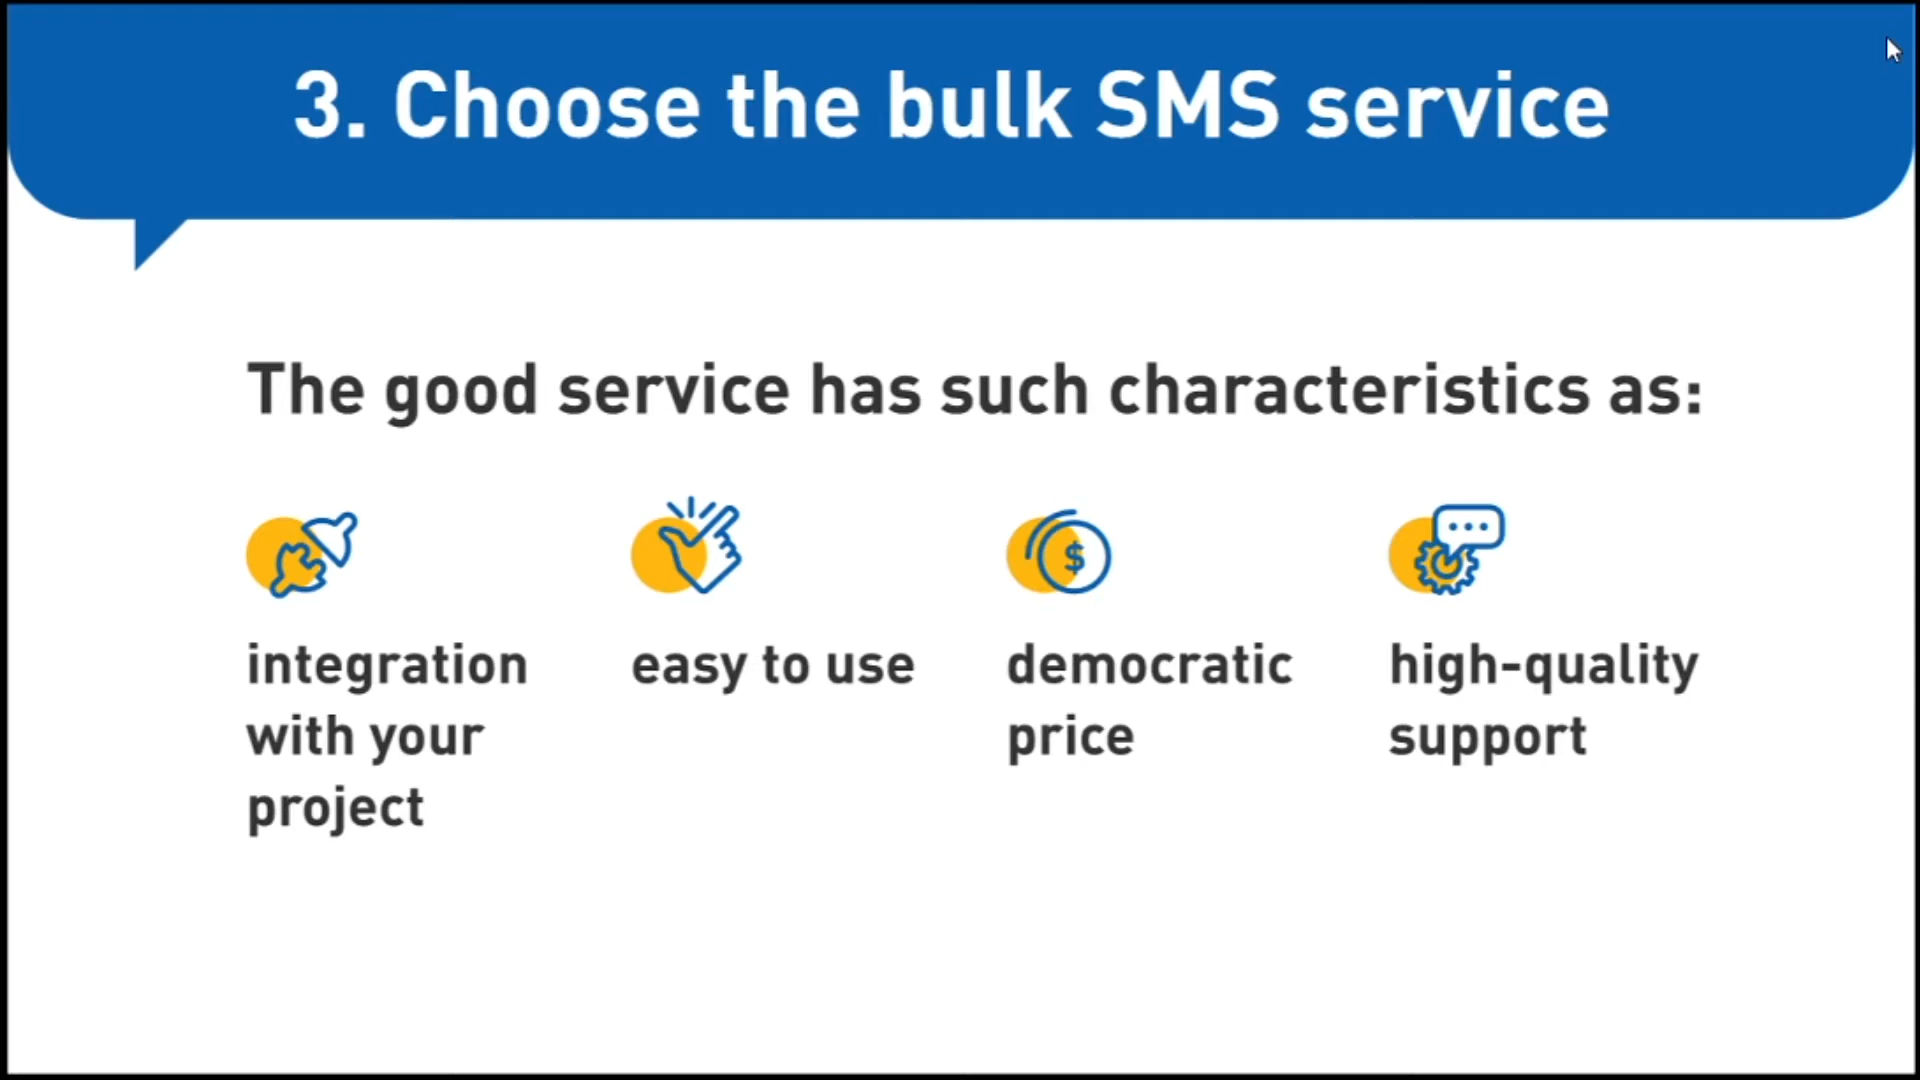 3. Choose the bulk SMS service
The good service has such characteristics as:
integration
with your
project
easy to use
democratic
price
$
high-quality
support